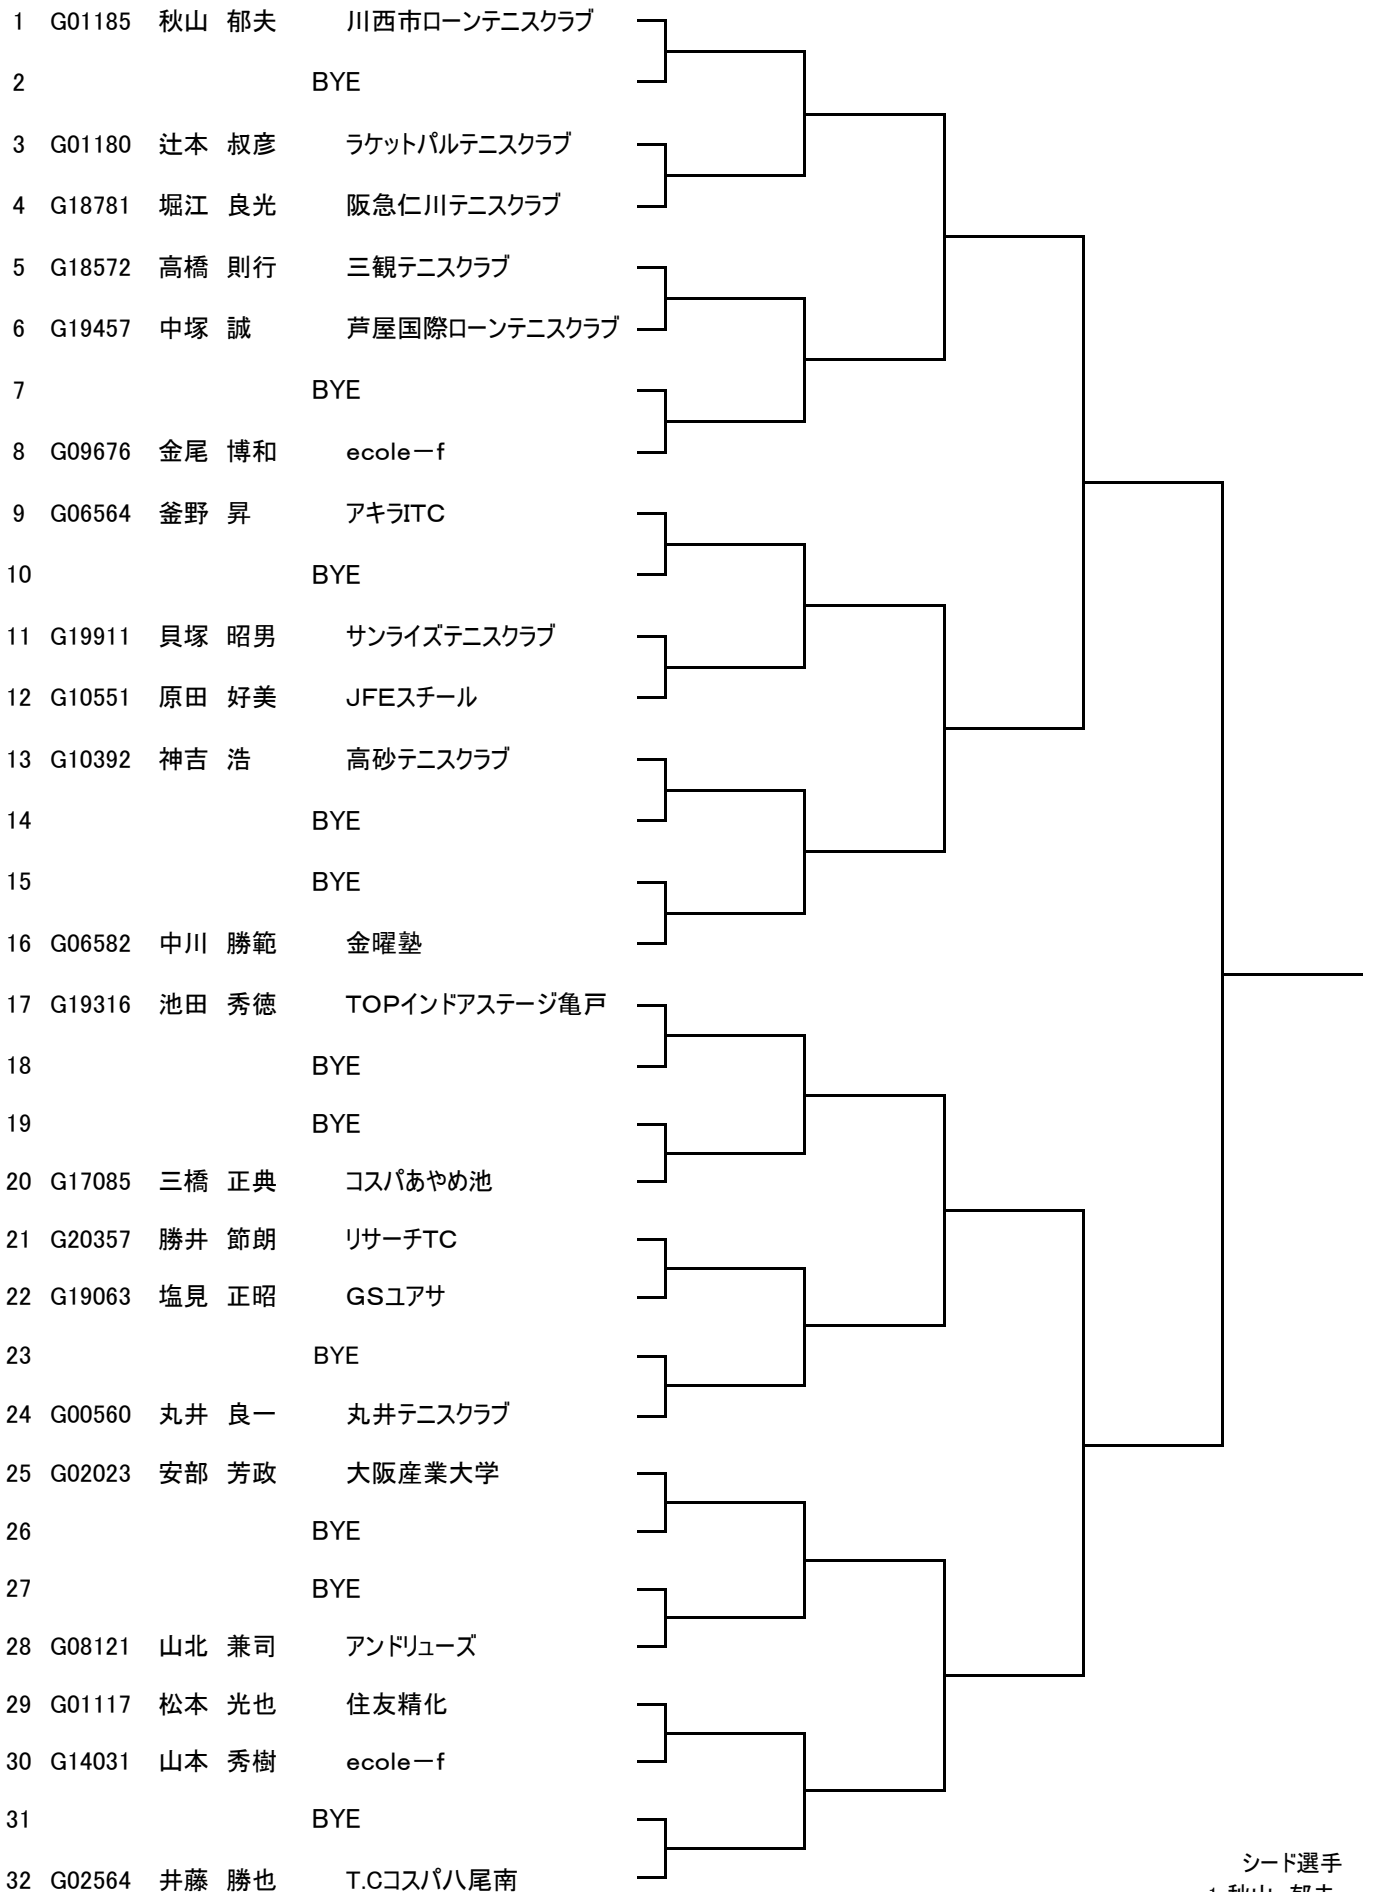 1 G01185 秋山 郁夫 川西市ローンテニスクラブ
2 BYE
3 G01180 辻本 叔彦 ラケットパルテニスクラブ
4 G18781 堀江 良光 阪急仁川テニスクラブ
5 G18572 高橋 則行 三観テニスクラブ
6 G19457 中塚 誠 芦屋国際ローンテニスクラブ
7 BYE
8 G09676 金尾 博和 ecole－f
9 G06564 釜野 昇 アキラITC
10 BYE
11 G19911 貝塚 昭男 サンライズテニスクラブ
12 G10551 原田 好美 JFEスチール
13 G10392 神吉 浩 高砂テニスクラブ
14 BYE
15 BYE
16 G06582 中川 勝範 金曜塾
17 G19316 池田 秀徳 TOPインドアステージ亀戸
18 BYE
19 BYE
20 G17085 三橋 正典 コスパあやめ池
21 G20357 勝井 節朗 リサーチTC
22 G19063 塩見 正昭 GSユアサ
23 BYE
24 G00560 丸井 良一 丸井テニスクラブ
25 G02023 安部 芳政 大阪産業大学
26 BYE
27 BYE
28 G08121 山北 兼司 アンドリューズ
29 G01117 松本 光也 住友精化
30 G14031 山本 秀樹 ecole－f
31 BYE
32 G02564 井藤 勝也 T.Cコスパ八尾南
シード選手
1 秋山 郁夫